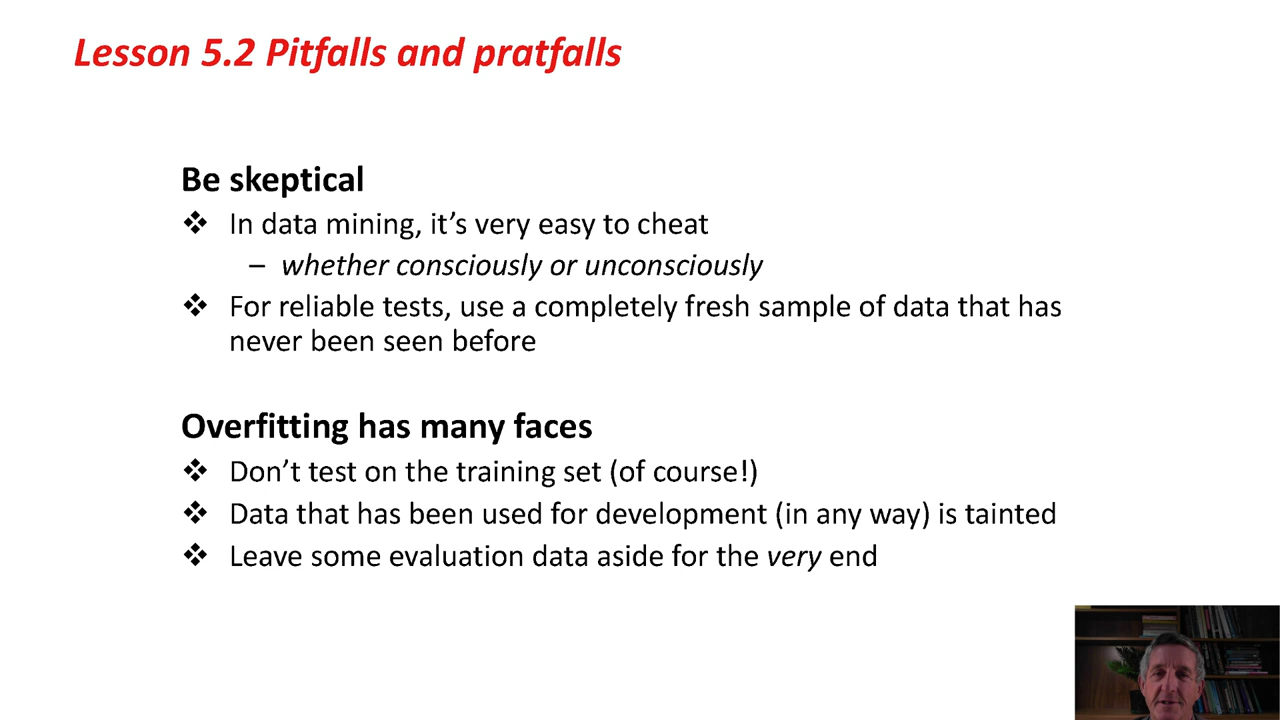 Lesson 5.2 Pitfalls and pratfalls
Be skeptical
❖ In data mining, it’s very easy to cheat
– whether consciously or unconsciously
❖ For reliable tests, use a completely fresh sample of data that has
never been seen before
Overfitting has many faces
❖ Don’t test on the training set (of course!)
❖ Data that has been used for development (in any way) is tainted
❖ Leave some evaluation data aside for the very end